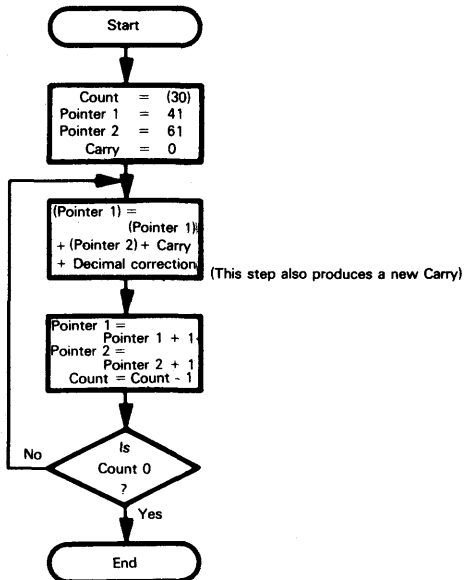 Start
Count = (30)
Pointer 1 = 41
Pointer 2 = 61
Carry = 0
(Pointer 1) =
(Pointer 1)
+ (Pointer 2) + Carry
+ Decimal correction
(This step also produces a new Carry)
Pointer 1 =
Pointer 1 + 1
Pointer 2 =
Pointer 2 + 1
Count = Count - 1
Is
No
Count 0
?
Yes
End